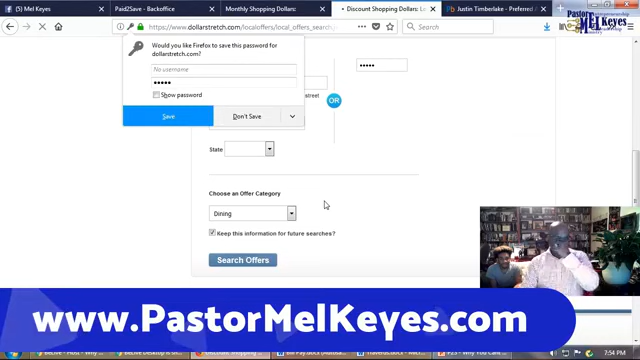 Mel Keyes
Paid2Save - Backoffice
Monthly Shopping Dollars:
Discount Shopping Dollars: Lo
Justin Timberlake - Preferred A
https://www.dollarstretch.com/localoffers/local_offers_search
Search
Pastor
Mel Keyes
Would you like Firefox to save this password for
dollarstretch.com?
No username
•••••
Show password
Save
Don't Save
•••••
street
OR
State
Choose an Offer Category
Dining
Keep this information for future searches?
Search Offers
www.PastorMelKeyes.com
7:54 PM